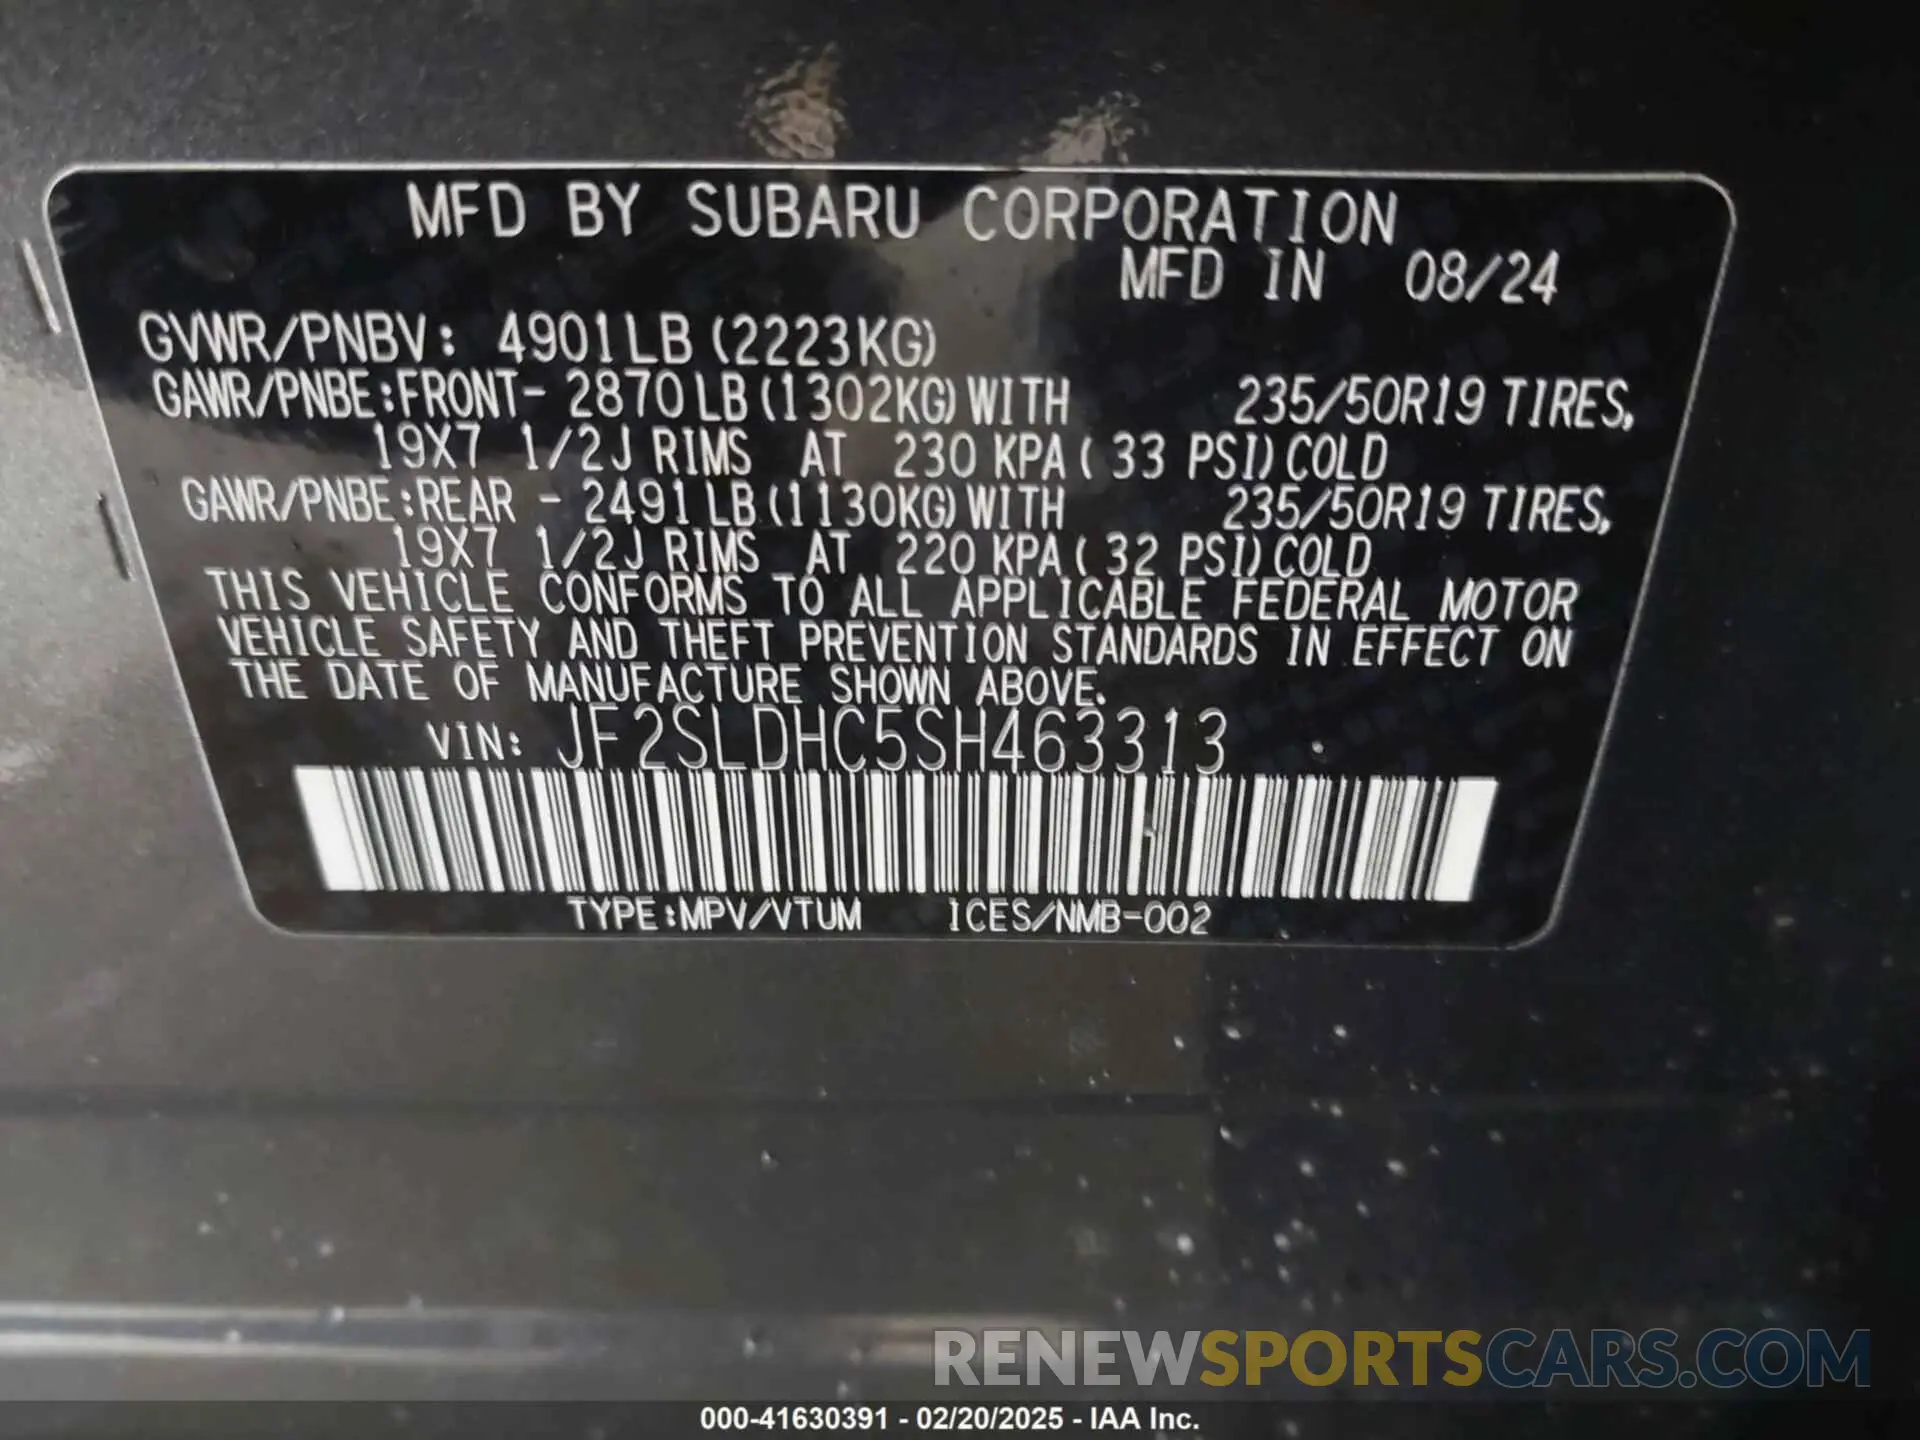 MFD BY SUBARU CORPORATION
MFD IN 08/24
GVWR/PNBV: 4901LB (2223KG)
GAWR/PNBE:FRONT- 2870LB(1302KG)WITH 235/50R19 TIRES,
19X7 1/2J RIMS AT 230 KPA( 33 PSI)COLD
GAWR/PNBE:REAR - 2491LB(1130KG)WITH 235/50R19 TIRES,
19X7 1/2J RIMS AT 220 KPA( 32 PSI)COLD
THIS VEHICLE CONFORMS TO ALL APPLICABLE FEDERAL MOTOR
VEHICLE SAFETY AND THEFT PREVENTION STANDARDS IN EFFECT ON
THE DATE OF MANUFACTURE SHOWN ABOVE.
VIN: JF2SLDHC5SH463313
TYPE:MPV/VTUM ICES/NMB-002
RENEWSPORTSCARS.COM
000-41630391 - 02/20/2025 - IAA Inc.